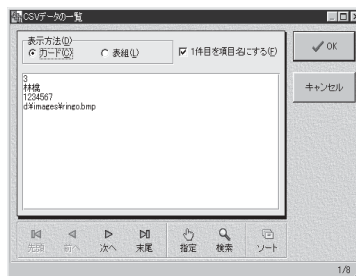 CSVデータの一覧
表示方法(D)
カード(C)
表組(L)
1件目を項目名にする(F)
OK
キャンセル
3
林檎
1234567
d:¥images¥ringo.bmp
先頭
前へ
次へ
末尾
指定
検索
ソート
1/8